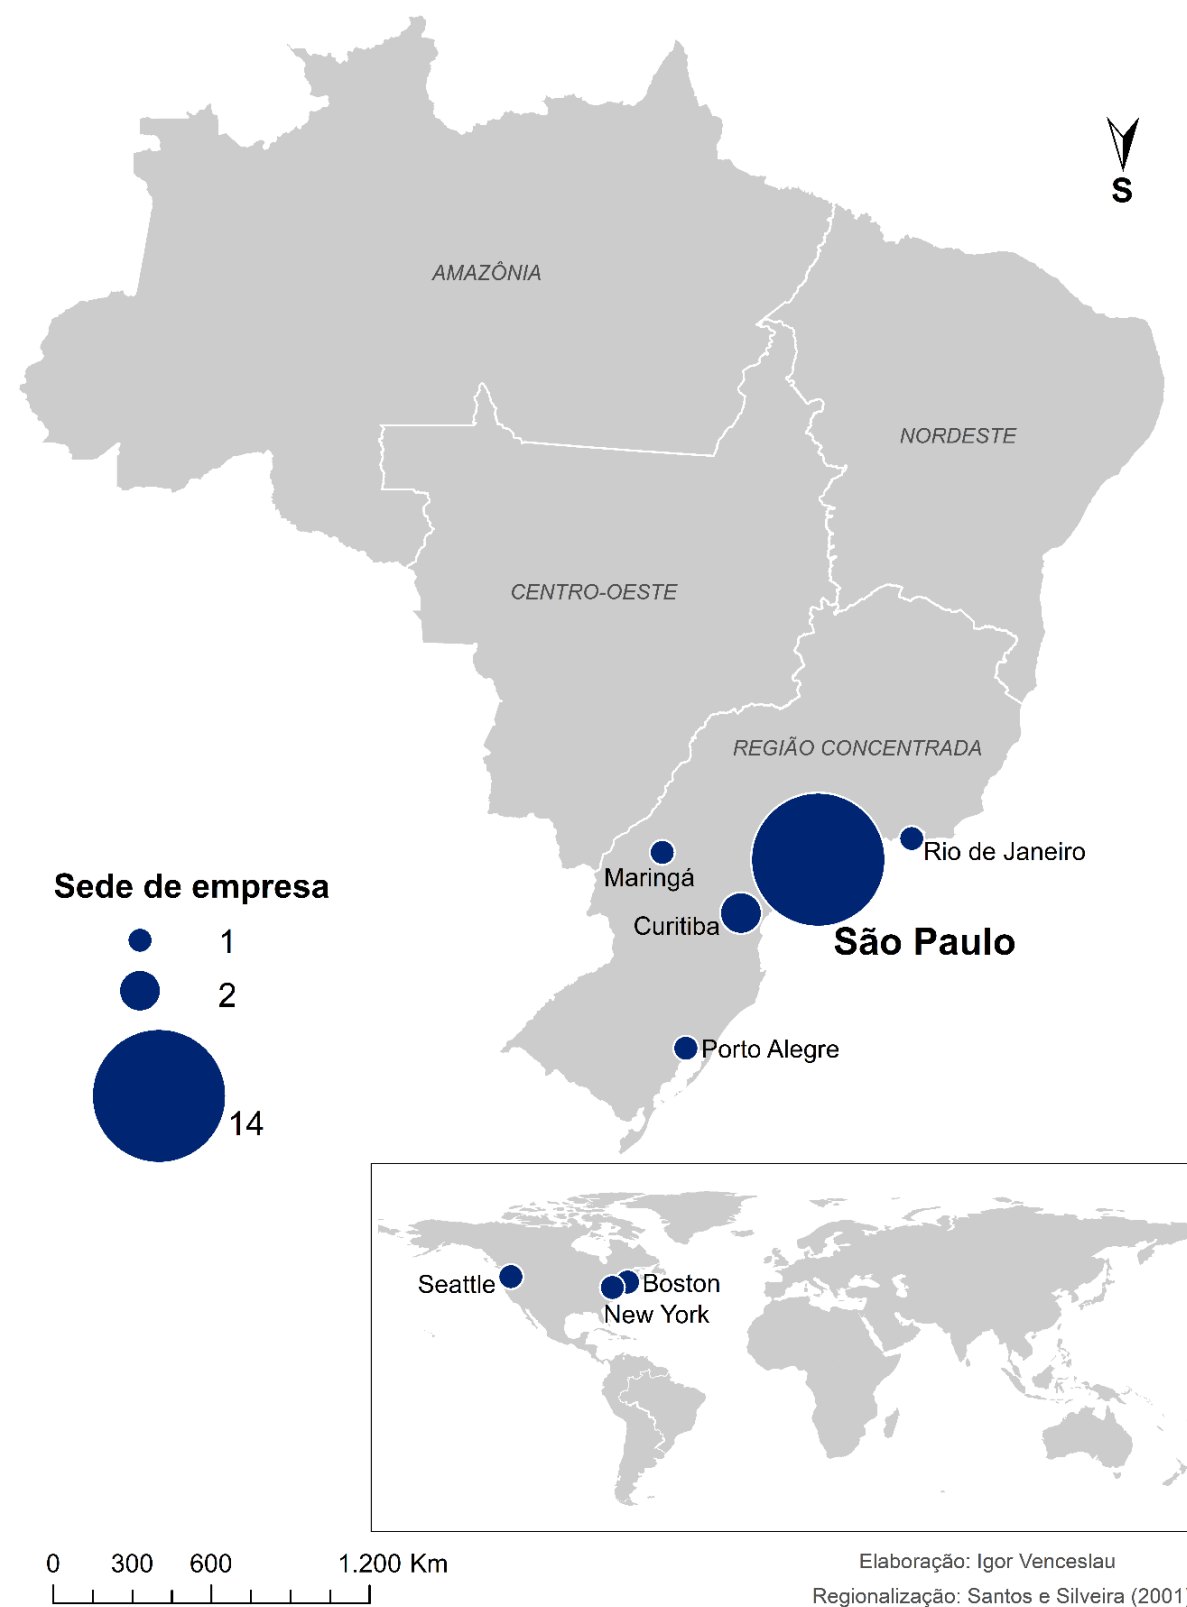 S
AMAZÔNIA
NORDESTE
CENTRO-OESTE
REGIÃO CONCENTRADA
Rio de Janeiro
Maringá
Curitiba
São Paulo
Porto Alegre
Sede de empresa
1
2
14
Seattle
Boston
New York
0 300 600 1.200 Km
Elaboração: Igor Venceslau
Regionalização: Santos e Silveira (2001)